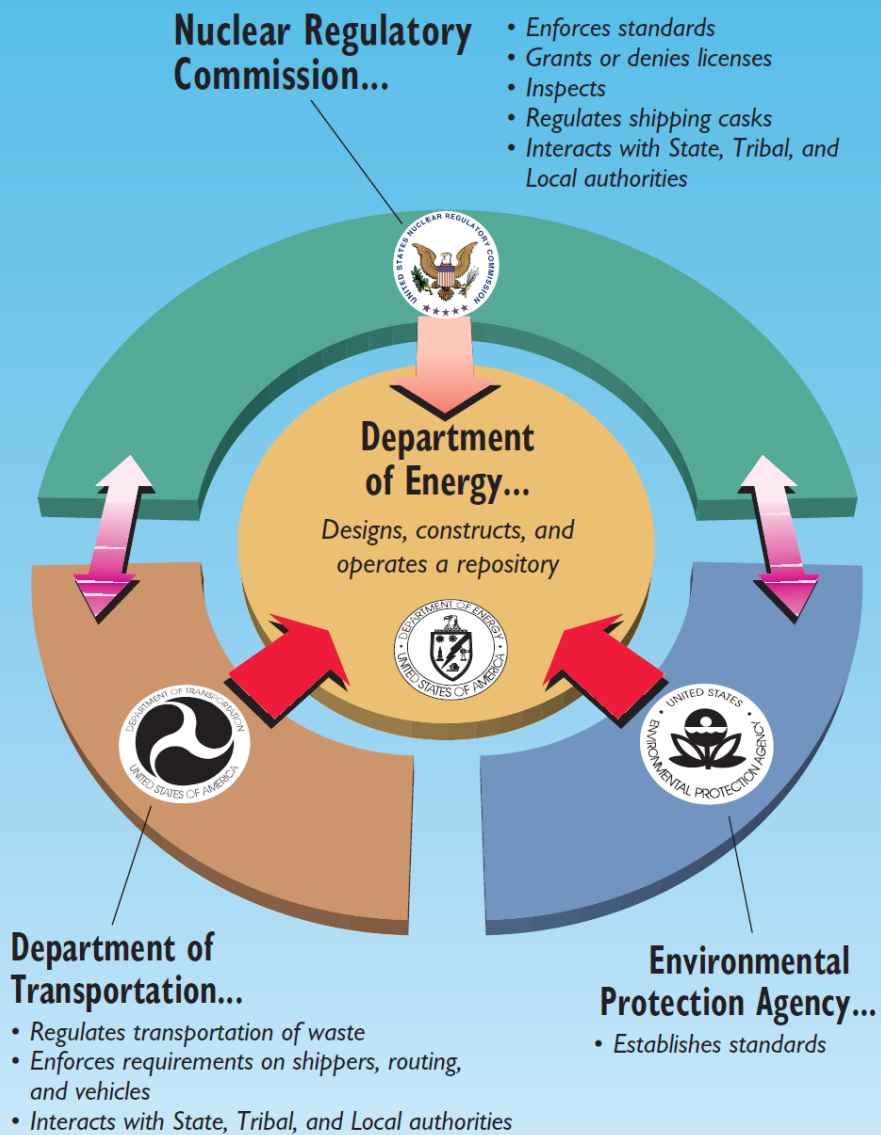 Nuclear Regulatory
Commission...
• Enforces standards
• Grants or denies licenses
• Inspects
• Regulates shipping casks
• Interacts with State, Tribal, and
Local authorities
UNITED STATES NUCLEAR REGULATORY COMMISSION
Department
of Energy...
Designs, constructs, and
operates a repository
DEPARTMENT OF ENERGY
UNITED STATES OF AMERICA
DEPARTMENT OF TRANSPORTATION
UNITED STATES OF AMERICA
UNITED STATES
ENVIRONMENTAL PROTECTION AGENCY
Department of
Transportation...
• Regulates transportation of waste
• Enforces requirements on shippers, routing,
and vehicles
• Interacts with State, Tribal, and Local authorities
Environmental
Protection Agency...
• Establishes standards